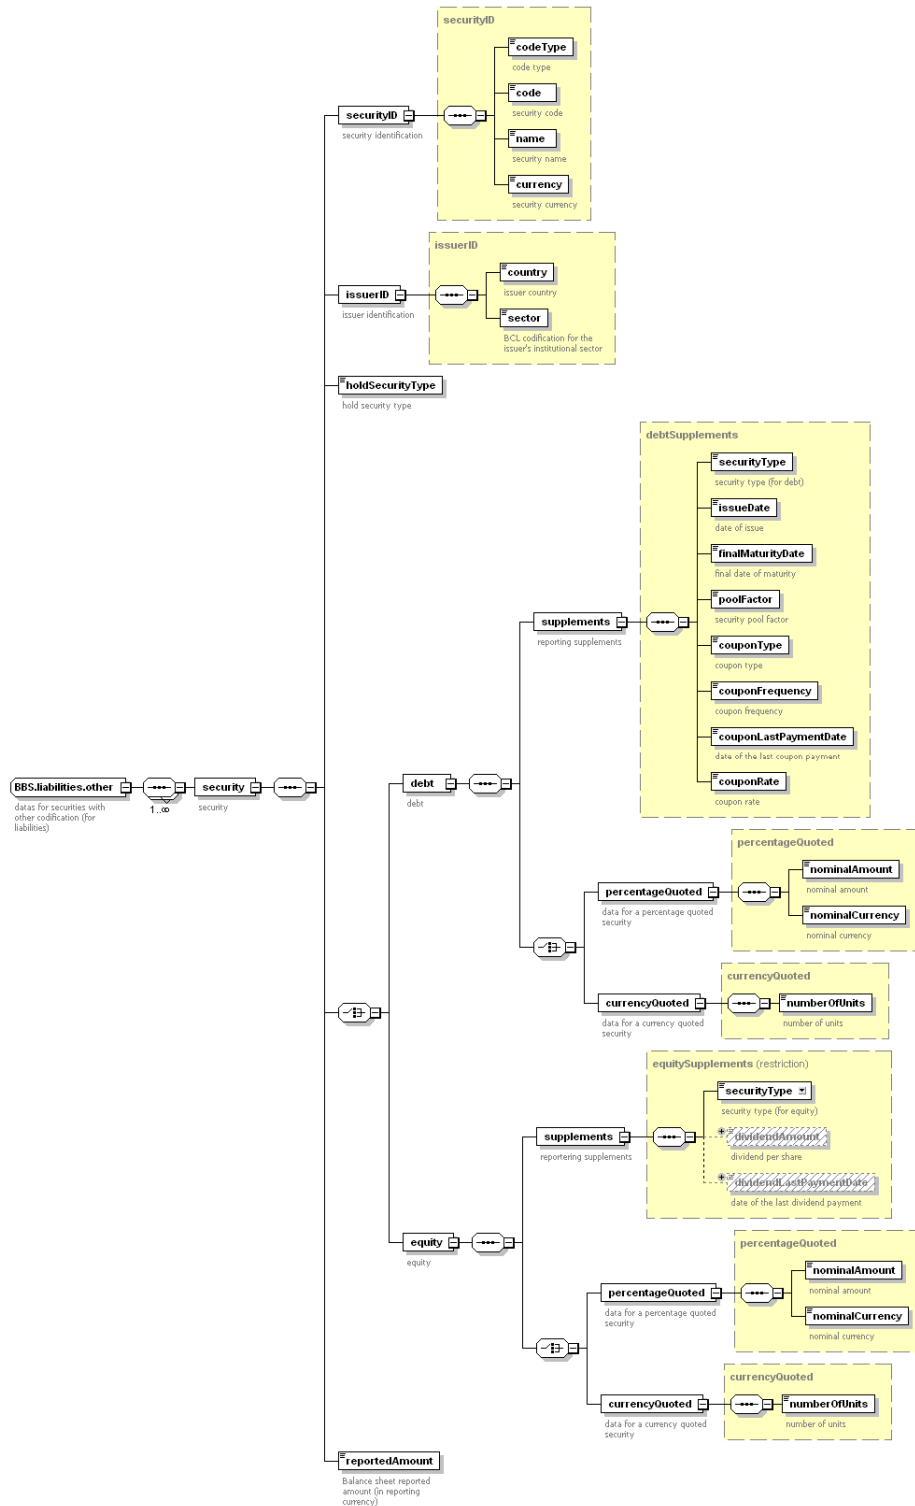 securityID
codeType
code type
code
security code
securityID
security identification
name
security name
currency
security currency
issuerID
country
issuer country
issuerID
issuer identification
sector
BCL codification for the
issuer's institutional sector
holdSecurityType
hold security type
debtSupplements
securityType
security type (for debt)
issueDate
date of issue
finalMaturityDate
final date of maturity
poolFactor
security pool factor
supplements
reporting supplements
couponType
coupon type
couponFrequency
coupon frequency
couponLastPaymentDate
date of the last coupon payment
couponRate
coupon rate
BBS.liabilities.other
datas for securities with
other codification (for
liabilities)
1..∞
security
security
debt
debt
percentageQuoted
nominalAmount
nominal amount
percentageQuoted
data for a percentage quoted
security
nominalCurrency
nominal currency
currencyQuoted
currencyQuoted
data for a currency quoted
security
numberOfUnits
number of units
equitySupplements (restriction)
securityType
security type (for equity)
supplements
reportering supplements
dividendAmount
dividend per share
dividendLastPaymentDate
date of the last dividend payment
equity
equity
percentageQuoted
nominalAmount
nominal amount
percentageQuoted
data for a percentage quoted
security
nominalCurrency
nominal currency
currencyQuoted
currencyQuoted
data for a currency quoted
security
numberOfUnits
number of units
reportedAmount
Balance sheet reported
amount (in reporting
currency)